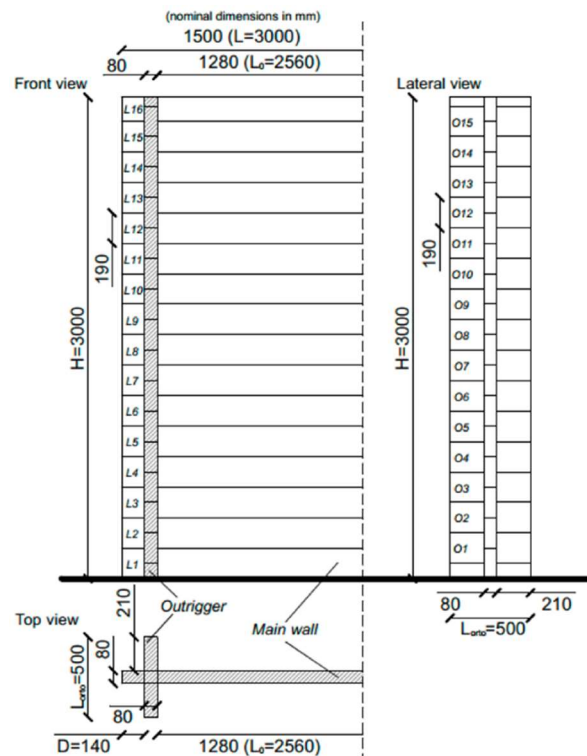 (nominal dimensions in mm)
1500 (L=3000)
80
1280 (L₀=2560)
Front view
Lateral view
L16
L15
L14
L13
L12
L11
L10
L9
L8
L7
L6
L5
L4
L3
L2
L1
190
H=3000
O15
O14
O13
O12
O11
O10
O9
O8
O7
O6
O5
O4
O3
O2
O1
190
H=3000
Outrigger
Main wall
80
210
Lorto=500
Top view
210
80
Lorto=500
80
D=140
1280 (L₀=2560)